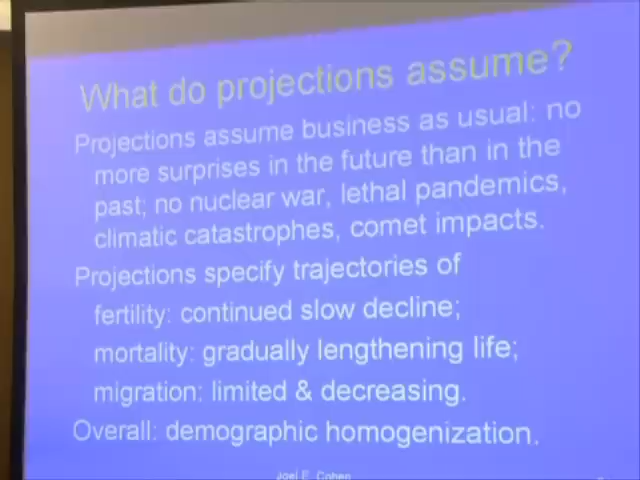 What do projections assume?
Projections assume business as usual: no
more surprises in the future than in the
past; no nuclear war, lethal pandemics,
climatic catastrophes, comet impacts.
Projections specify trajectories of
fertility: continued slow decline;
mortality: gradually lengthening life;
migration: limited & decreasing.
Overall: demographic homogenization.
Joel E. Cohen